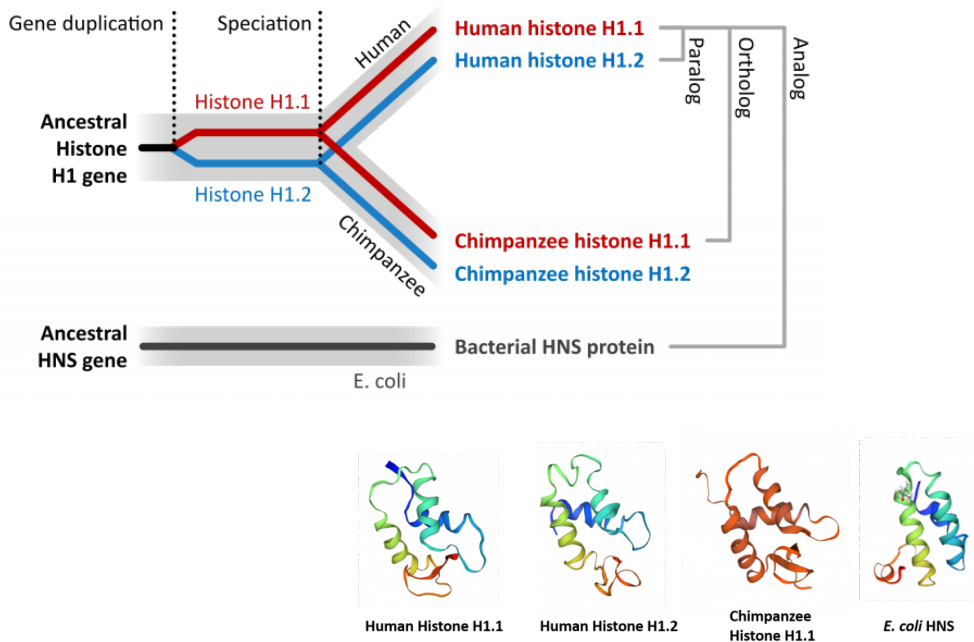 Gene duplication
Speciation
Human
Human histone H1.1
Human histone H1.2
Paralog
Ortholog
Analog
Histone H1.1
Ancestral
Histone
H1 gene
Histone H1.2
Chimpanzee
Chimpanzee histone H1.1
Chimpanzee histone H1.2
Ancestral
HNS gene
Bacterial HNS protein
E. coli
Human Histone H1.1
Human Histone H1.2
Chimpanzee
Histone H1.1
E. coli HNS